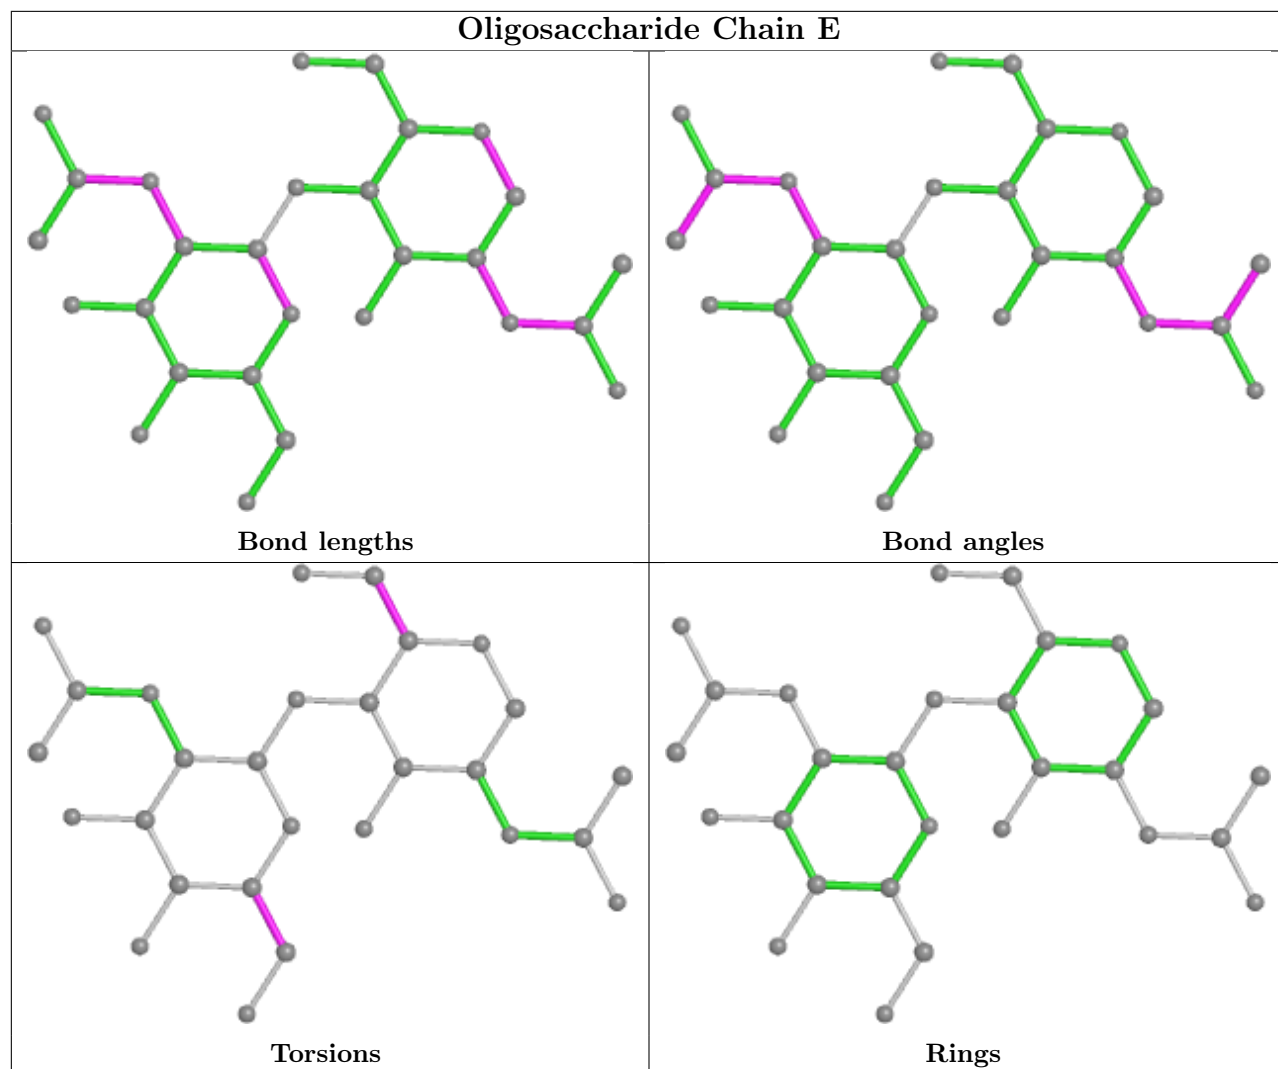 Oligosaccharide Chain E
Bond lengths
Bond angles
Torsions
Rings